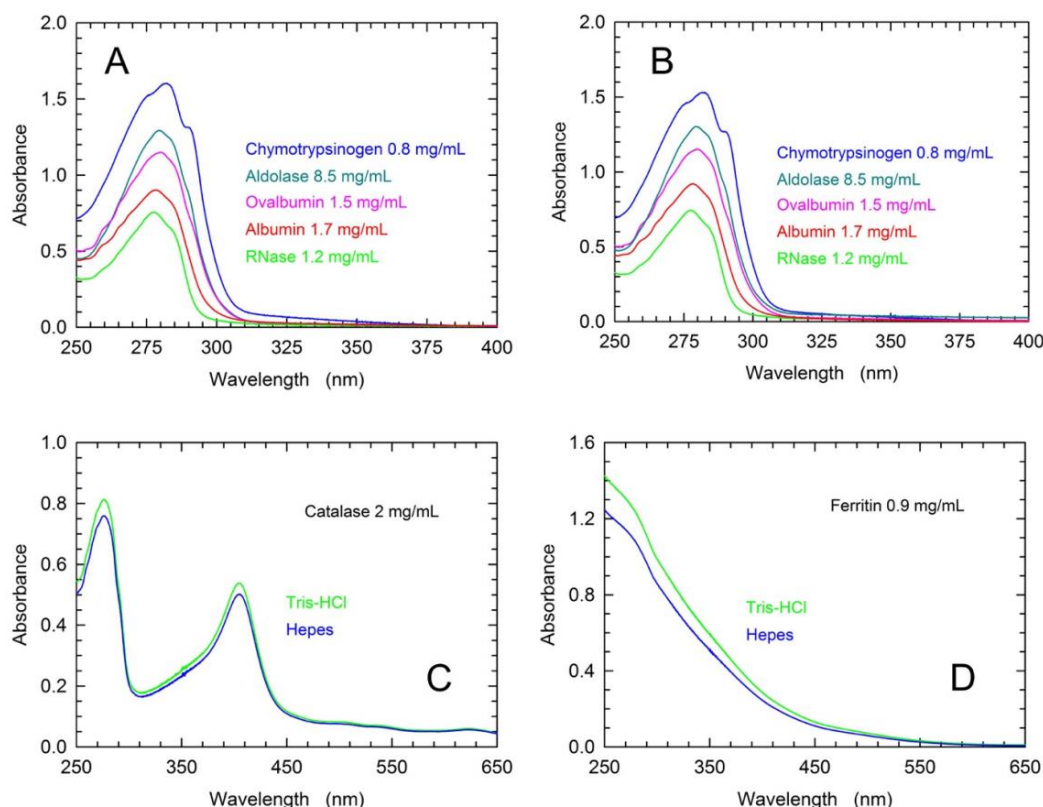 A
2.0
1.5
1.0
0.5
0.0
Absorbance
Chymotrypsinogen 0.8 mg/mL
Aldolase 8.5 mg/mL
Ovalbumin 1.5 mg/mL
Albumin 1.7 mg/mL
RNase 1.2 mg/mL
250 275 300 325 350 375 400
Wavelength (nm)
B
2.0
1.5
1.0
0.5
0.0
Absorbance
Chymotrypsinogen 0.8 mg/mL
Aldolase 8.5 mg/mL
Ovalbumin 1.5 mg/mL
Albumin 1.7 mg/mL
RNase 1.2 mg/mL
250 275 300 325 350 375 400
Wavelength (nm)
1.0
0.8
0.6
0.4
0.2
0.0
Absorbance
Catalase 2 mg/mL
Tris-HCl
Hepes
C
250 350 450 550 650
Wavelength (nm)
1.6
1.2
0.8
0.4
0.0
Absorbance
Ferritin 0.9 mg/mL
Tris-HCl
Hepes
D
250 350 450 550 650
Wavelength (nm)